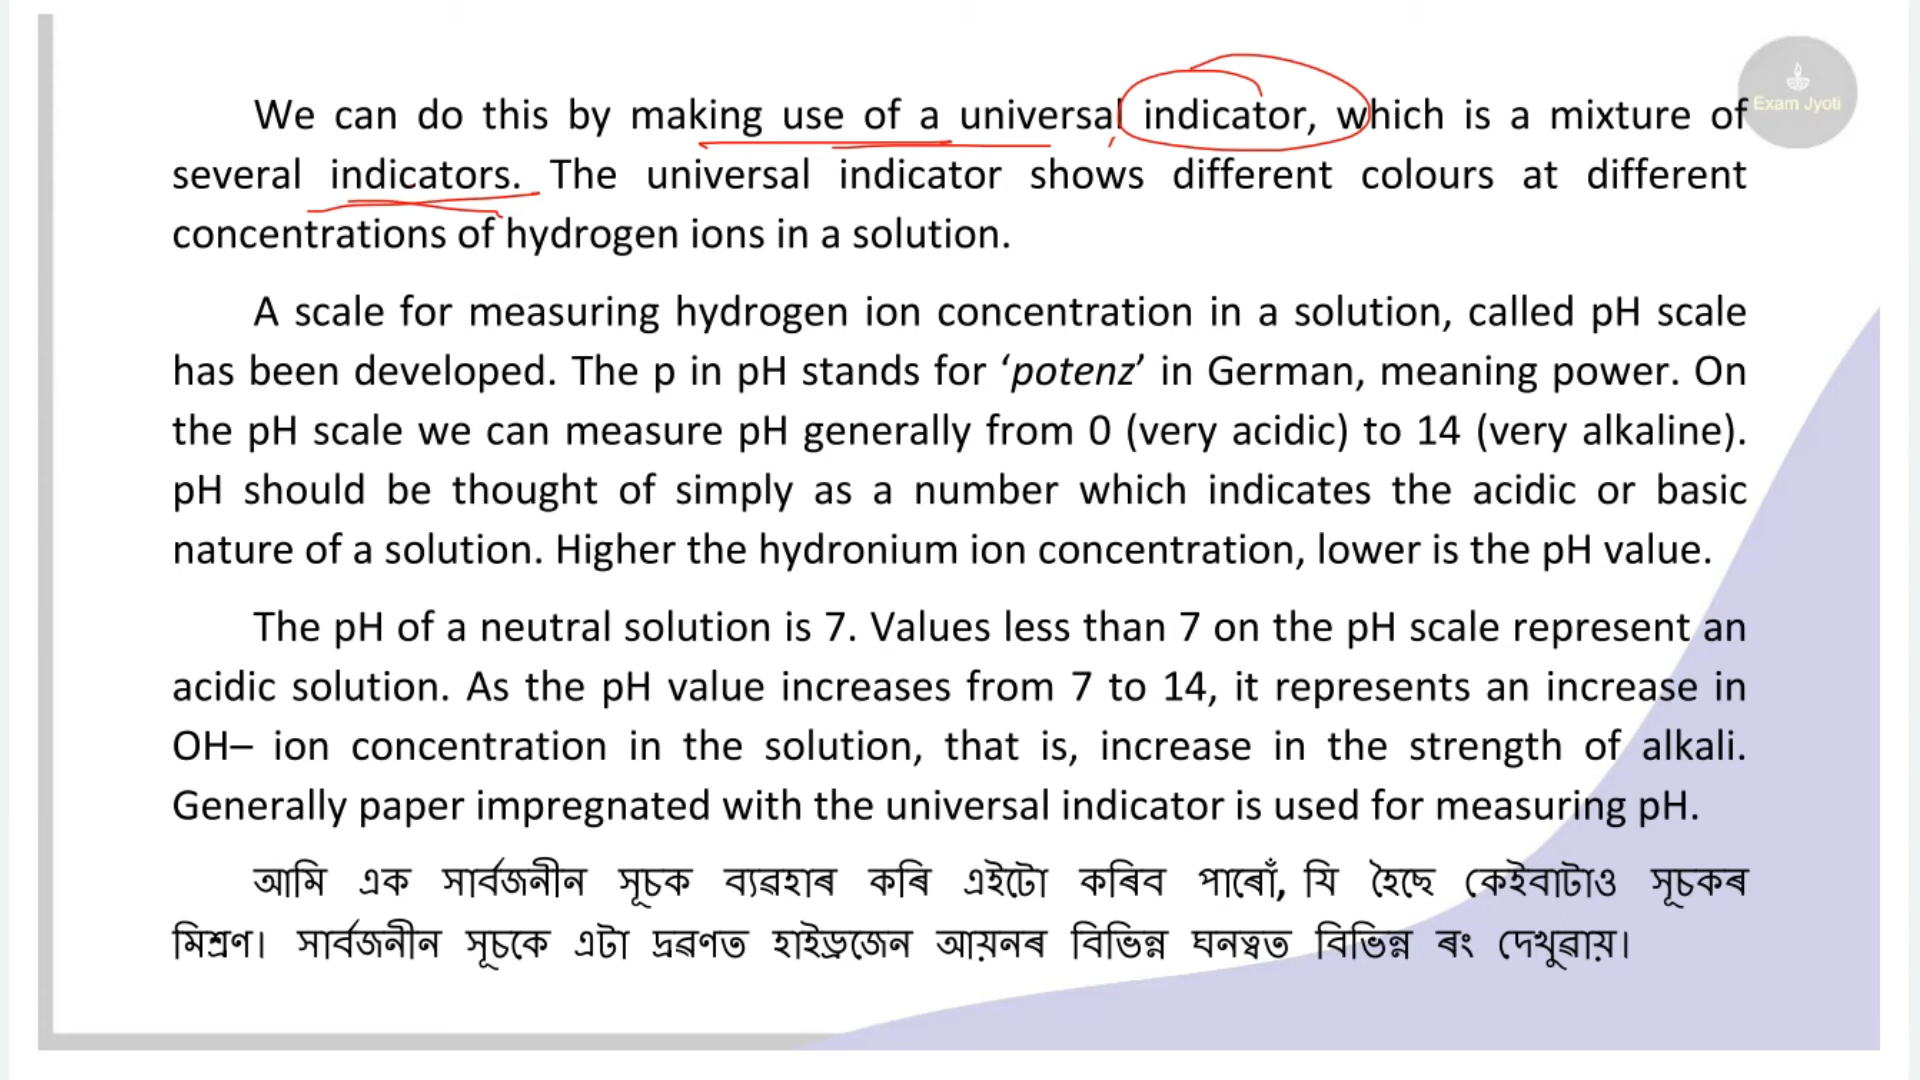 Exam Jyoti
We can do this by making use of a universal indicator, which is a mixture of
several indicators. The universal indicator shows different colours at different
concentrations of hydrogen ions in a solution.
A scale for measuring hydrogen ion concentration in a solution, called pH scale
has been developed. The p in pH stands for ‘potenz’ in German, meaning power. On
the pH scale we can measure pH generally from 0 (very acidic) to 14 (very alkaline).
pH should be thought of simply as a number which indicates the acidic or basic
nature of a solution. Higher the hydronium ion concentration, lower is the pH value.
The pH of a neutral solution is 7. Values less than 7 on the pH scale represent an
acidic solution. As the pH value increases from 7 to 14, it represents an increase in
OH– ion concentration in the solution, that is, increase in the strength of alkali.
Generally paper impregnated with the universal indicator is used for measuring pH.
আমি এক সাৰ্বজনীন সূচক ব্যৱহাৰ কৰি এইটো কৰিব পাৰোঁ, যি হৈছে কেইবাটাও সূচকৰ
মিশ্ৰণ। সাৰ্বজনীন সূচকে এটা দ্ৰৱণত হাইড্ৰজেন আয়নৰ বিভিন্ন ঘনত্বত বিভিন্ন ৰং দেখুৱায়।